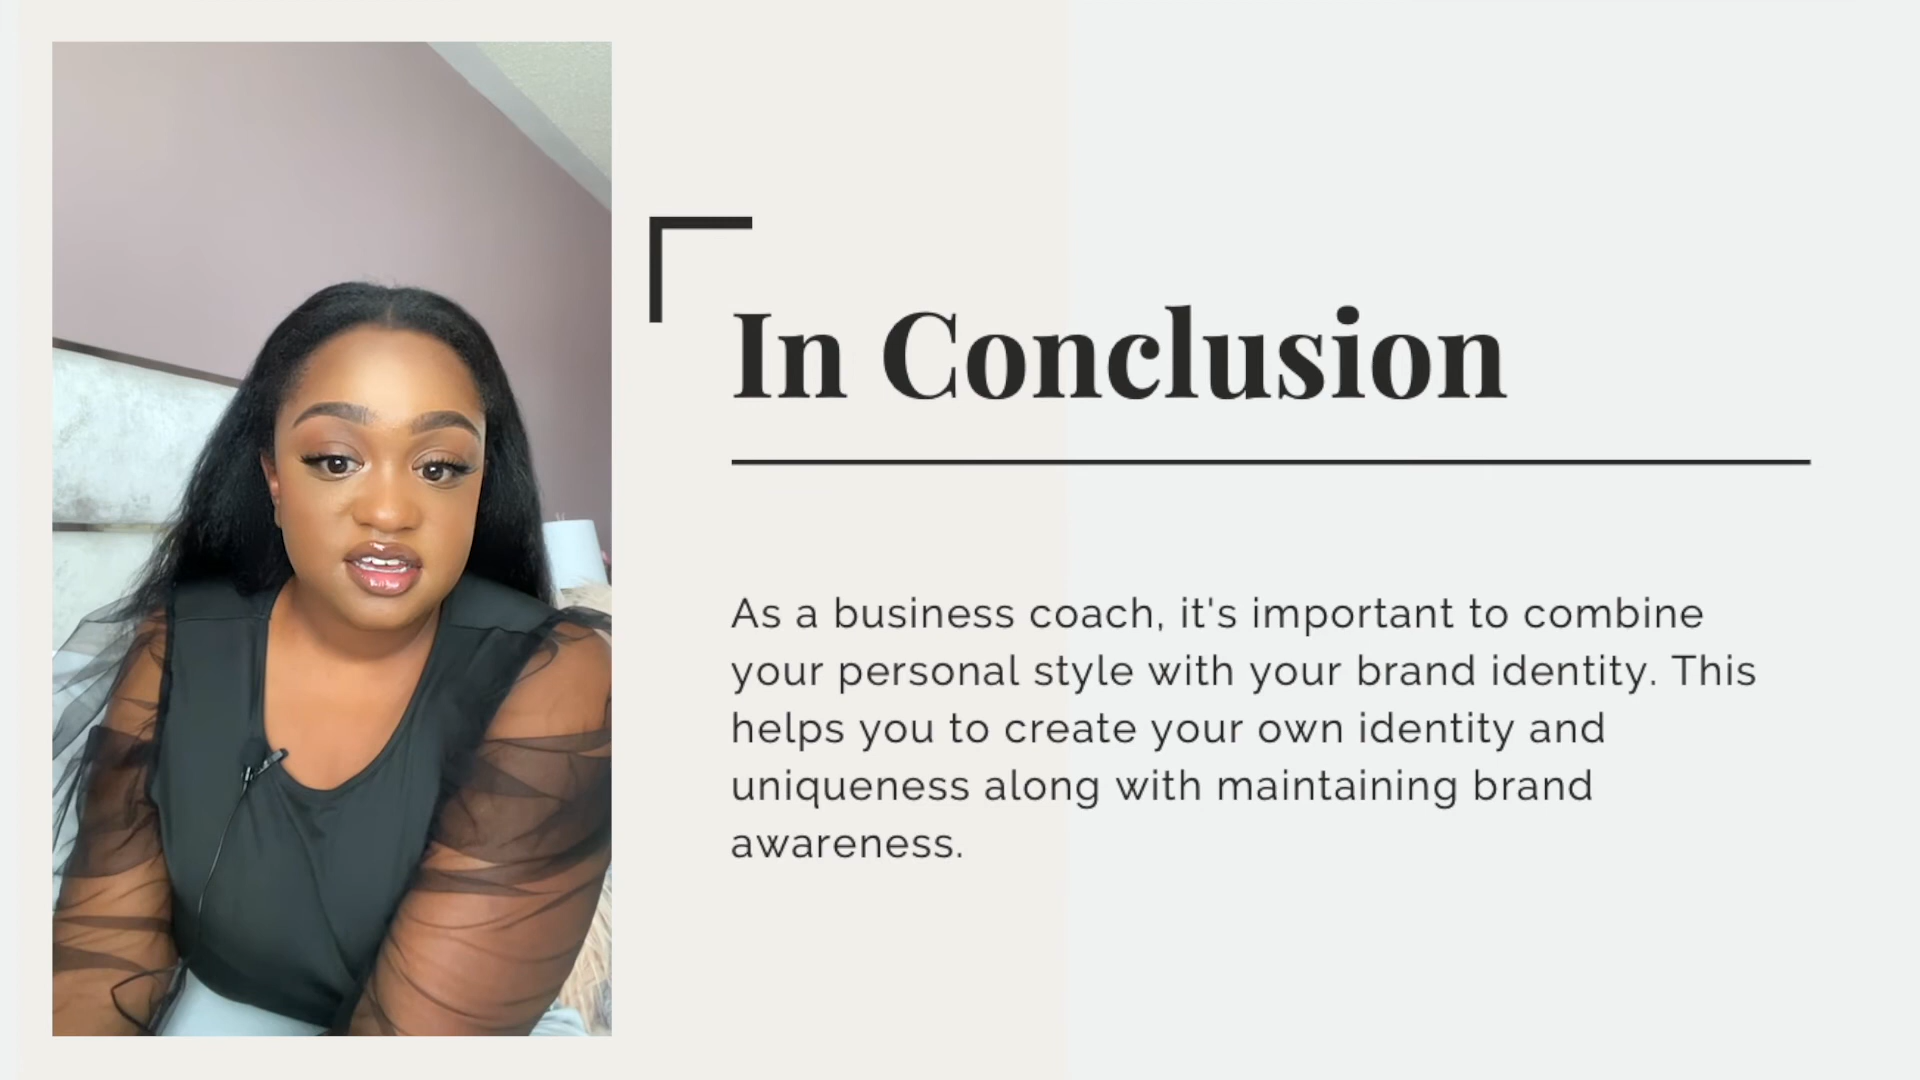 In Conclusion
As a business coach, it's important to combine
your personal style with your brand identity. This
helps you to create your own identity and
uniqueness along with maintaining brand
awareness.